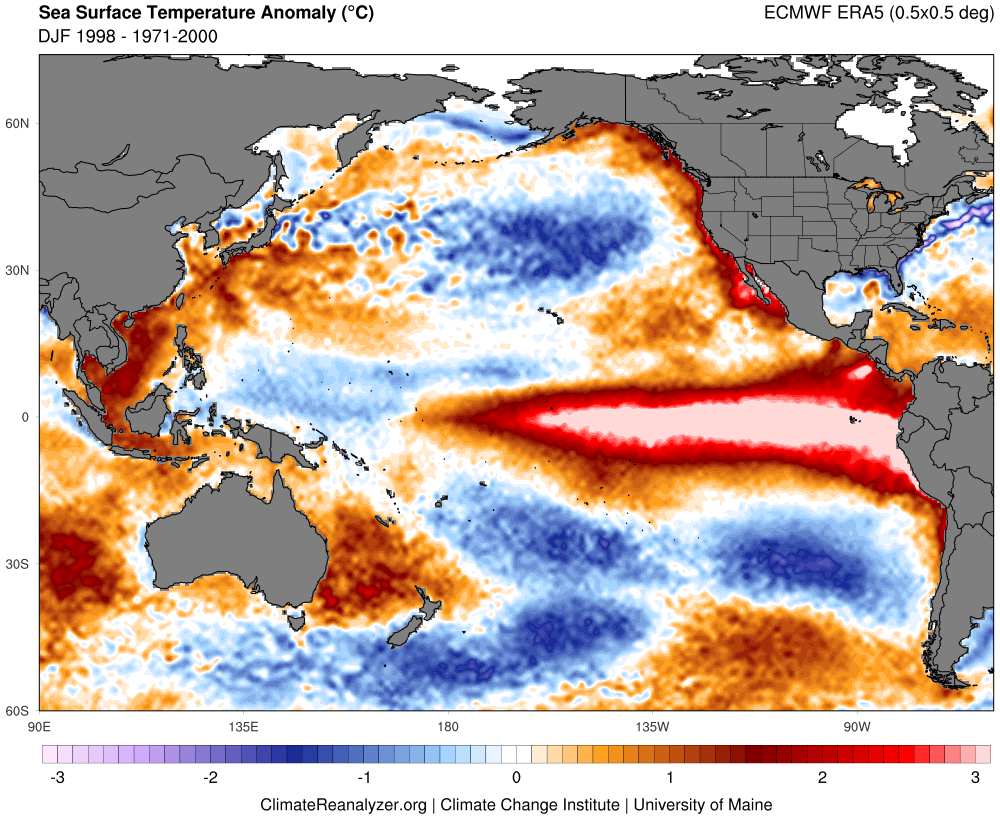 Sea Surface Temperature Anomaly (°C)
ECMWF ERA5 (0.5x0.5 deg)
DJF 1998 - 1971-2000
60N
30N
0
30S
60S
90E 135E 180 135W 90W
-3 -2 -1 0 1 2 3
ClimateReanalyzer.org | Climate Change Institute | University of Maine